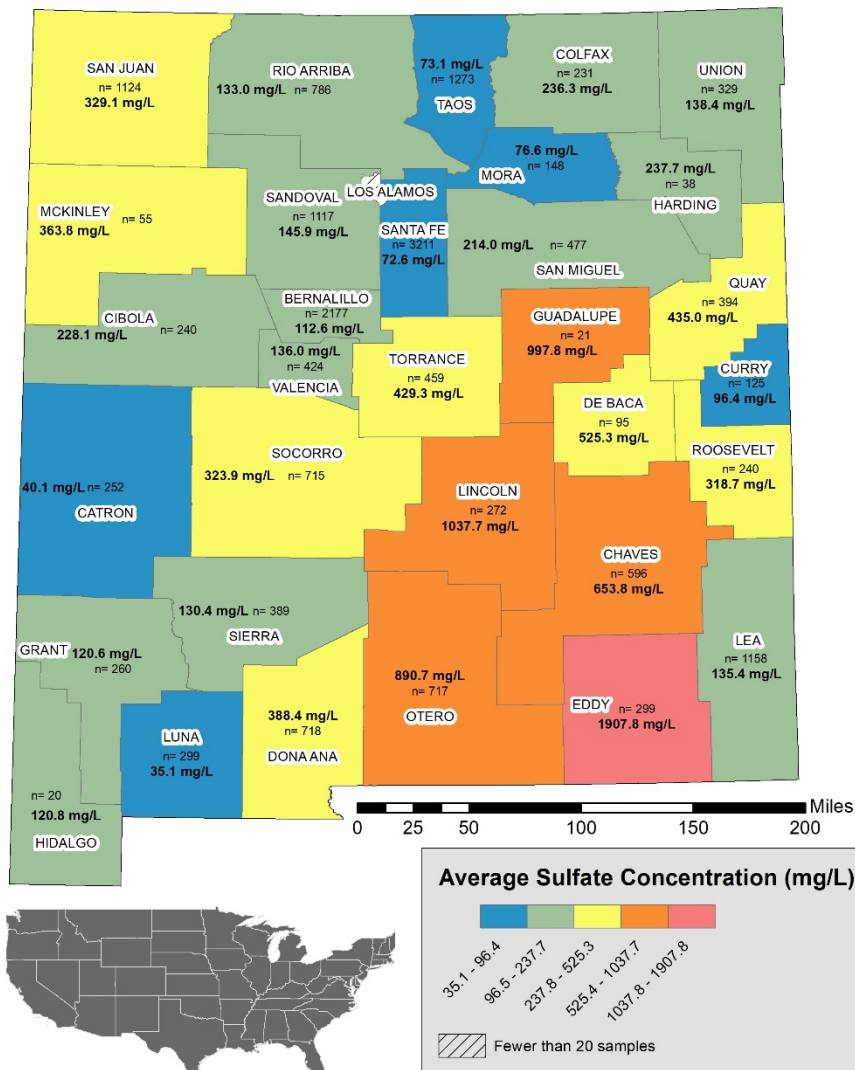 SAN JUAN
n= 1124
329.1 mg/L
RIO ARRIBA
133.0 mg/L n= 786
73.1 mg/L
n= 1273
TAOS
COLFAX
n= 231
236.3 mg/L
UNION
n= 329
138.4 mg/L
76.6 mg/L
n= 148
MORA
237.7 mg/L
n= 38
HARDING
MCKINLEY
n= 55
363.8 mg/L
SANDOVAL
n= 1117
145.9 mg/L
LOS ALAMOS
SANTA FE
n= 3211
72.6 mg/L
214.0 mg/L n= 477
SAN MIGUEL
QUAY
n= 394
435.0 mg/L
CIBOLA
228.1 mg/L n= 240
BERNALILLO
n= 2177
112.6 mg/L
136.0 mg/L
n= 424
VALENCIA
TORRANCE
n= 459
429.3 mg/L
GUADALUPE
n= 21
997.8 mg/L
CURRY
n= 125
96.4 mg/L
DE BACA
n= 95
525.3 mg/L
ROOSEVELT
n= 240
318.7 mg/L
40.1 mg/L n= 252
CATRON
SOCORRO
323.9 mg/L n= 715
LINCOLN
n= 272
1037.7 mg/L
CHAVES
n= 596
653.8 mg/L
130.4 mg/L n= 389
SIERRA
GRANT 120.6 mg/L
n= 260
LEA
n= 1158
135.4 mg/L
LUNA
n= 299
35.1 mg/L
388.4 mg/L
n= 718
DONA ANA
890.7 mg/L
n= 717
OTERO
EDDY n= 299
1907.8 mg/L
n= 20
120.8 mg/L
HIDALGO
Miles
0 25 50 100 150 200
Average Sulfate Concentration (mg/L)
35.1 - 96.4
96.5 - 237.7
237.8 - 525.3
525.4 - 1037.7
1037.8 - 1907.8
Fewer than 20 samples